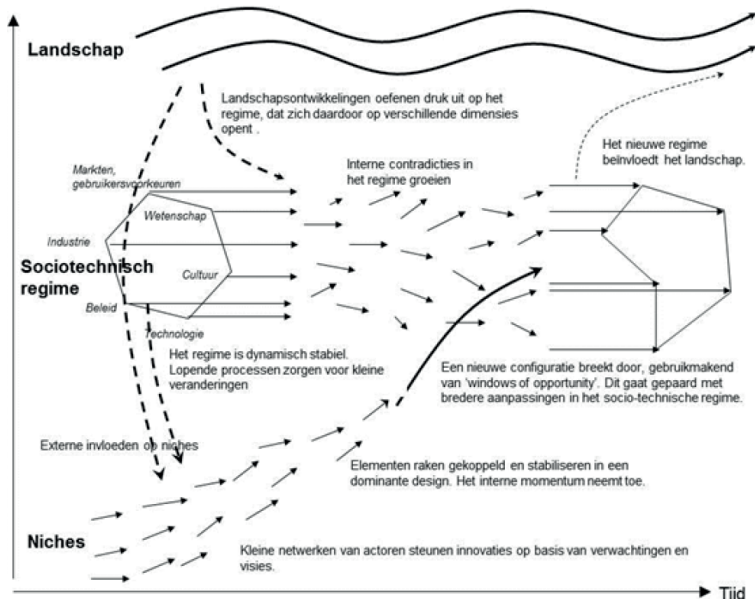 Landschap
Landschapsontwikkelingen oefenen druk uit op het
regime, dat zich daardoor op verschillende dimensies
opent .
Het nieuwe regime
beïnvloedt het landschap.
Interne contradicties in
het regime groeien
Markten,
gebruikersvoorkeuren
Wetenschap
Industrie
Sociotechnisch
regime
Cultuur
Beleid
Technologie
Het regime is dynamisch stabiel.
Lopende processen zorgen voor kleine
veranderingen
Een nieuwe configuratie breekt door, gebruikmakend
van 'windows of opportunity'. Dit gaat gepaard met
bredere aanpassingen in het socio-technische regime.
Externe invloeden op niches
Elementen raken gekoppeld en stabiliseren in een
dominante design. Het interne momentum neemt toe.
Niches
Kleine netwerken van actoren steunen innovaties op basis van verwachtingen en
visies.
Tijd